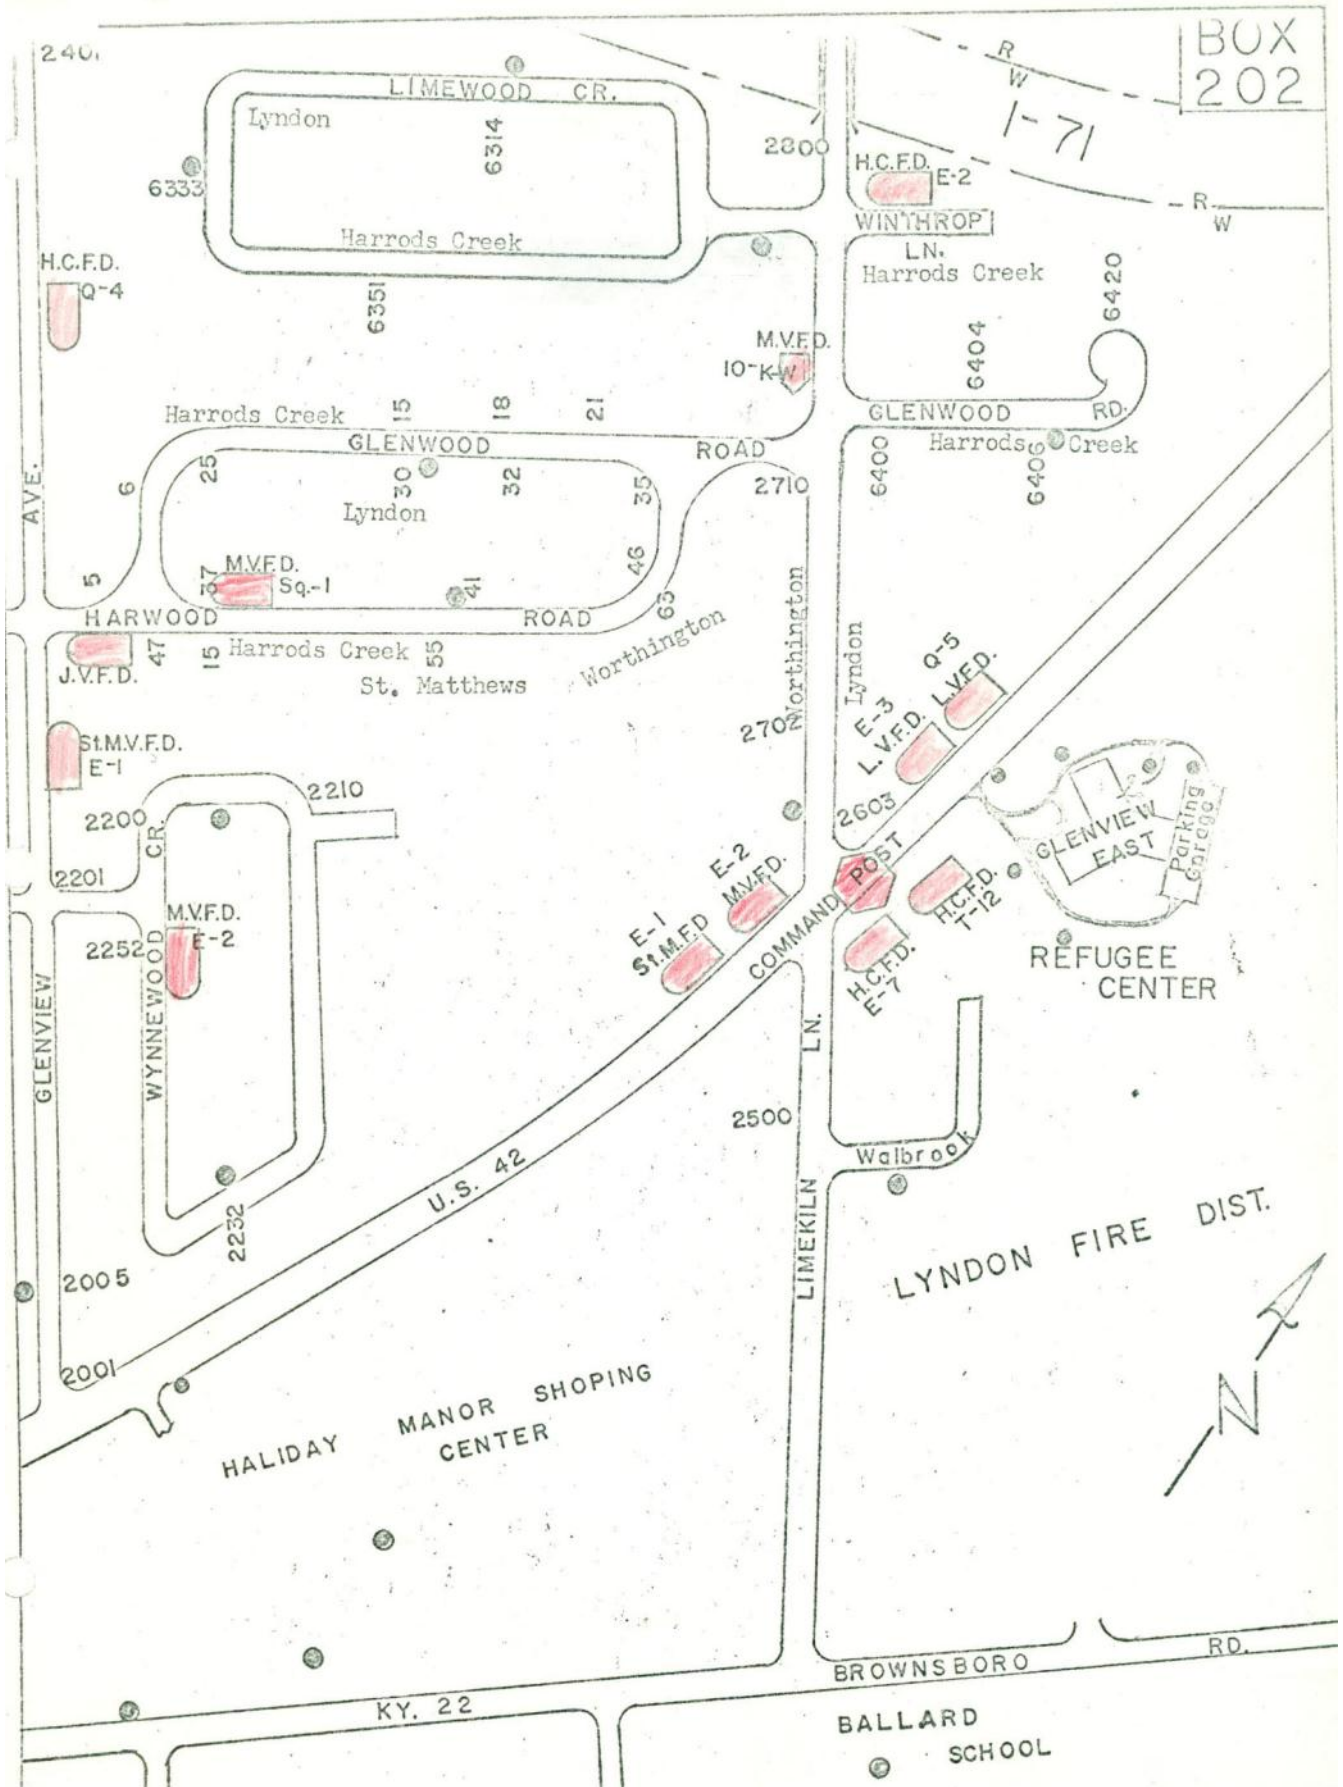 BOX
202
240
LIMEWOOD CR.
Lyndon
6314
2800
R
W
I-71
H.C.F.D.
E-2
6333
R
W
WINTHROP
LN.
Harrods Creek
Harrods Creek
H.C.F.D.
Q-4
6351
6420
6404
M.V.F.D.
10-K-W
Harrods Creek
15
18
21
GLENWOOD
ROAD
GLENWOOD
RD.
Harrods Creek
6400
6406
AVE.
6
25
30
32
35
2710
Lyndon
5
37
M.V.F.D.
Sq.-1
41
46
63
HARWOOD
ROAD
Worthington
Worthington
Lyndon
J.V.F.D.
47
15
Harrods Creek
55
St. Matthews
Q-5
L.V.F.D.
E-3
L.V.F.D.
2702
St.M.V.F.D.
E-1
2210
2200
CR.
2603
GLENVIEW
EAST
Parking
Garage
2201
E-2
M.V.F.D.
COMMAND POST
H.C.F.D.
T-12
M.V.F.D.
E-2
2252
E-1
St.M.F.D
H.C.F.D.
E-7
REFUGEE
CENTER
GLENVIEW
WYNNEWOOD
LN.
2500
Walbrook
U.S. 42
LIMEKILN
2232
LYNDON FIRE DIST.
2005
2001
HALIDAY MANOR SHOPING
CENTER
N
BROWNSBORO
RD.
KY. 22
BALLARD
SCHOOL